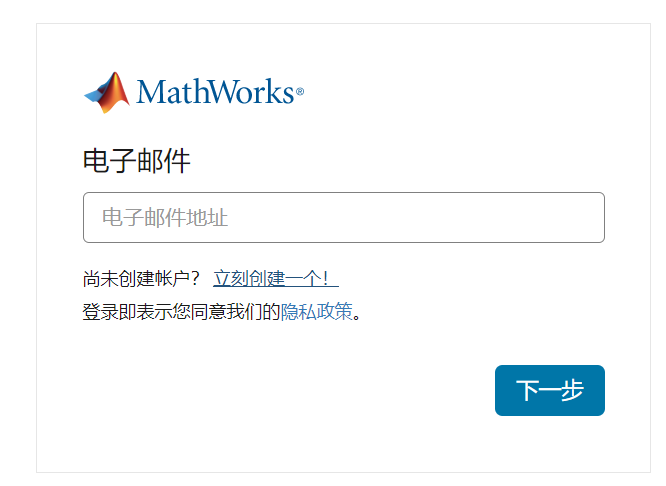 MathWorks®
电子邮件
电子邮件地址
尚未创建帐户？ 立刻创建一个！
登录即表示您同意我们的隐私政策。
下一步